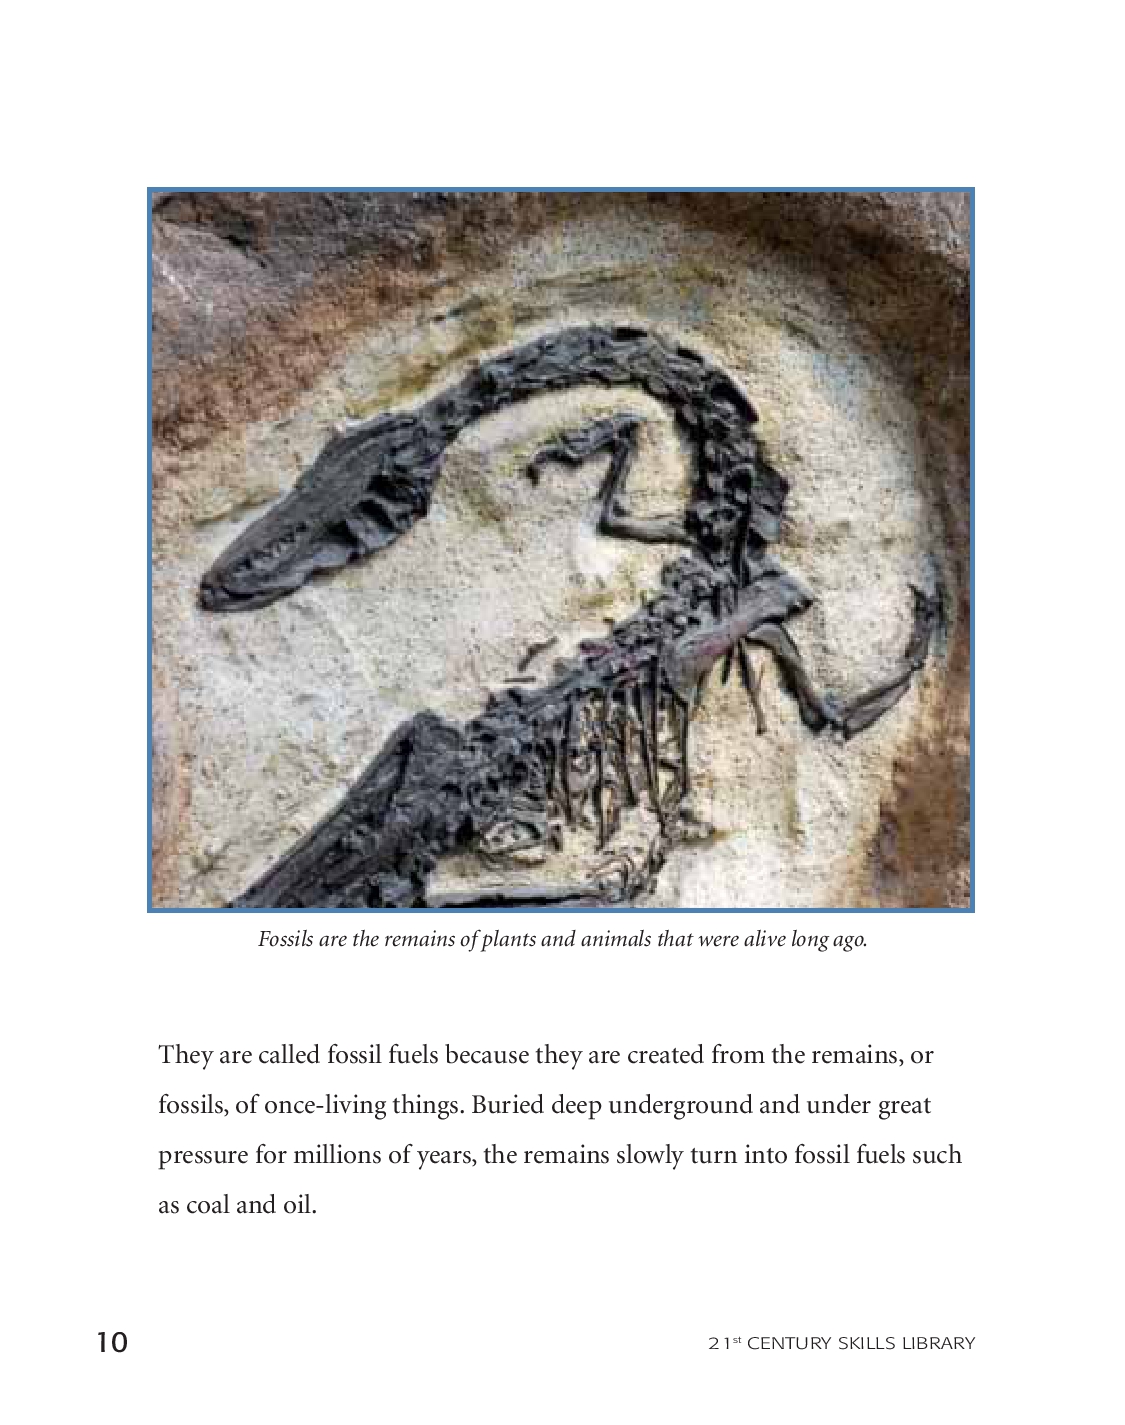 Fossils are the remains of plants and animals that were alive long ago.
They are called fossil fuels because they are created from the remains, or
fossils, of once-living things. Buried deep underground and under great
pressure for millions of years, the remains slowly turn into fossil fuels such
as coal and oil.
10
21st CENTURY SKILLS LIBRARY